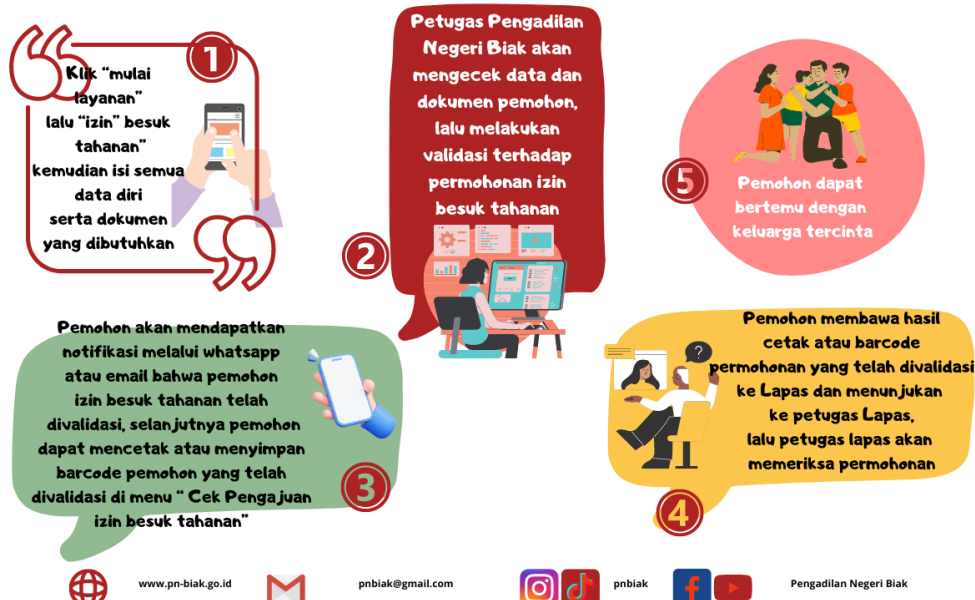 1
Klik “mulai
layanan”
lalu “izin” besuk
tahanan”
kemudian isi semua
data diri
serta dokumen
yang dibutuhkan
2
Petugas Pengadilan
Negeri Biak akan
mengecek data dan
dokumen pemohon,
lalu melakukan
validasi terhadap
permohonan izin
besuk tahanan
3
Pemohon akan mendapatkan
notifikasi melalui whatsapp
atau email bahwa pemohon
izin besuk tahanan telah
divalidasi, selanjutnya pemohon
dapat mencetak atau menyimpan
barcode pemohon yang telah
divalidasi di menu “ Cek Pengajuan
izin besuk tahanan”
4
Pemohon membawa hasil
cetak atau barcode
permohonan yang telah divalidasi
ke Lapas dan menunjukan
ke petugas Lapas,
lalu petugas lapas akan
memeriksa permohonan
5
Pemohon dapat
bertemu dengan
keluarga tercinta
www.pn-biak.go.id
pnbiak@gmail.com
pnbiak
Pengadilan Negeri Biak